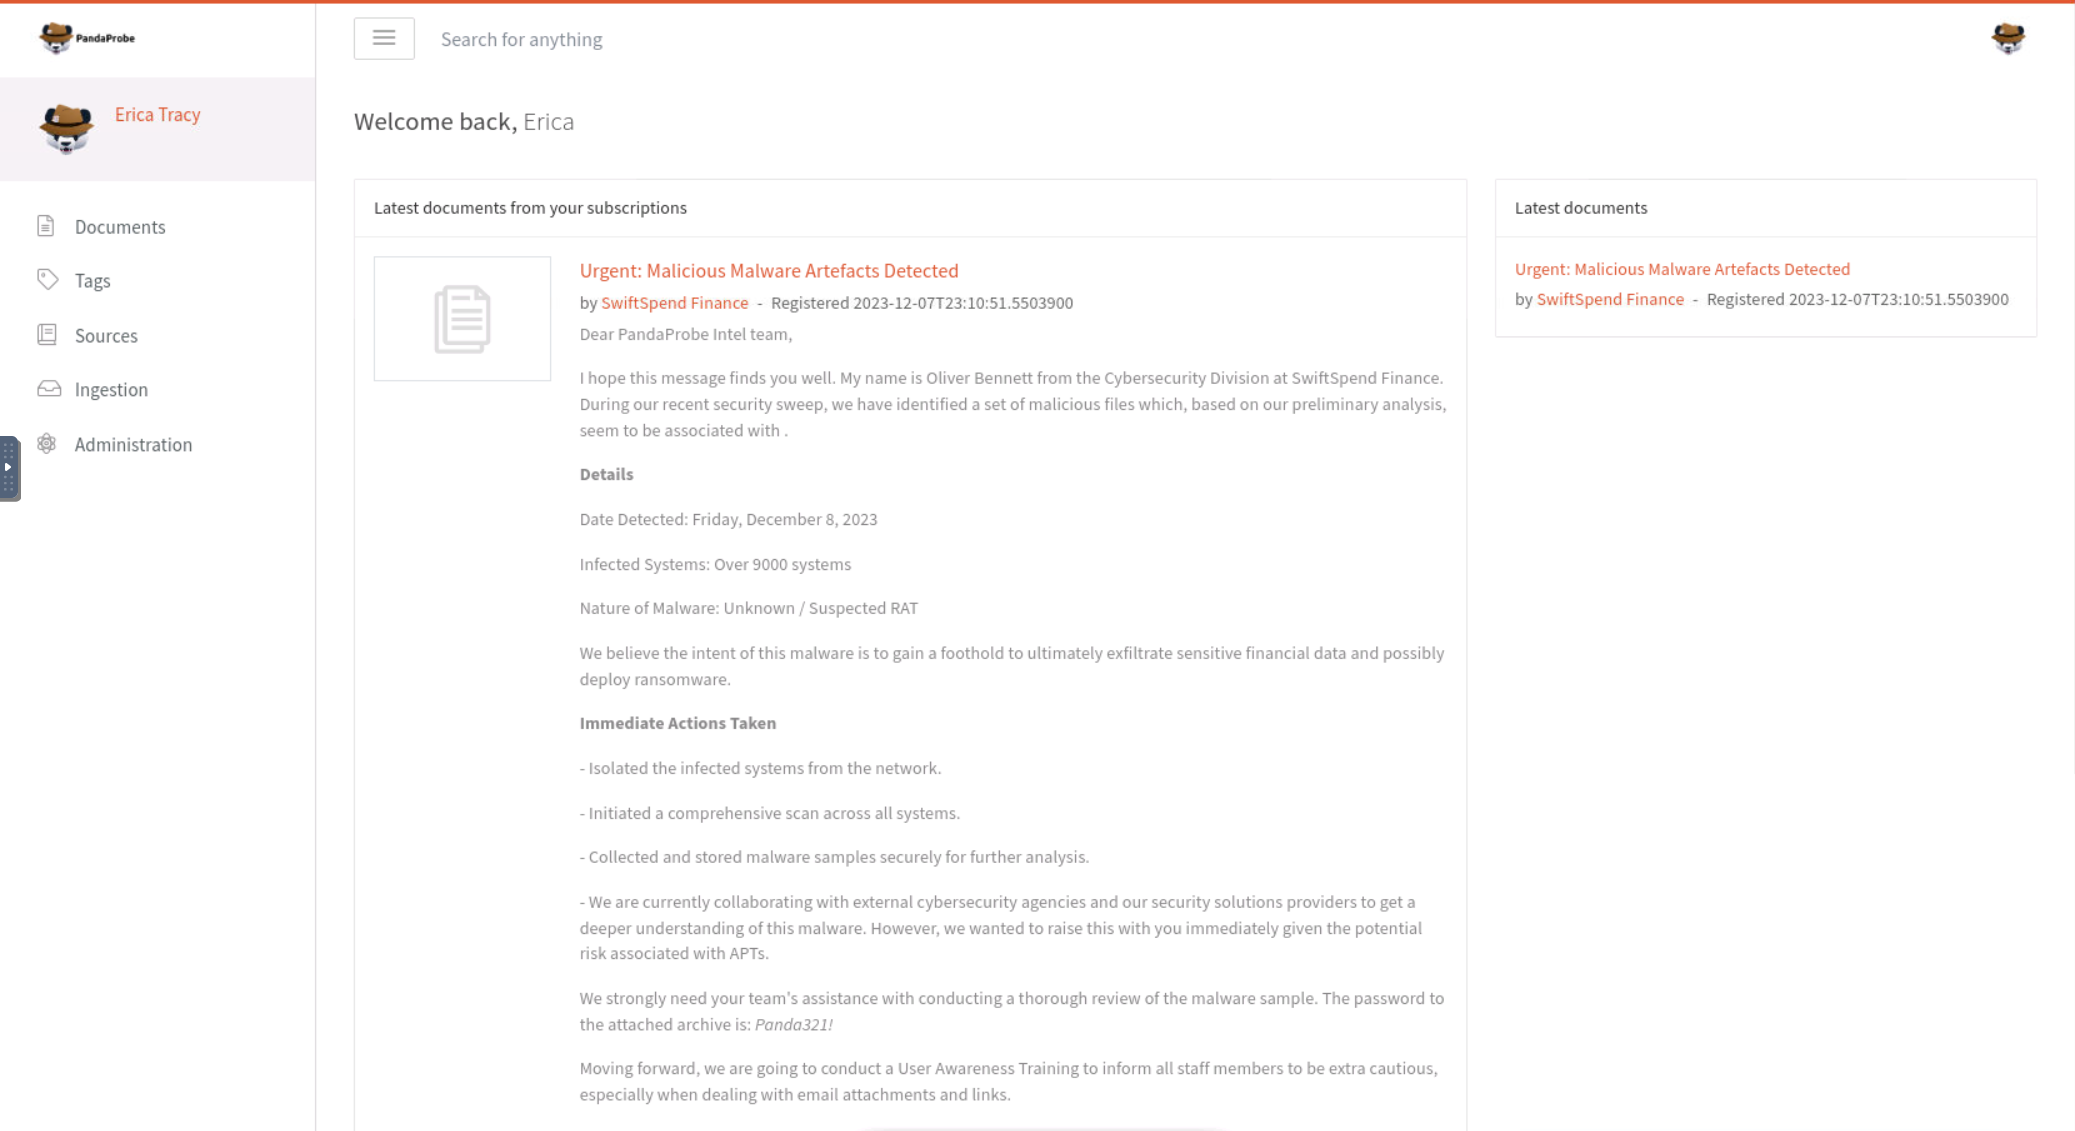 PandaProbe
Search for anything
Erica Tracy
Documents
Tags
Sources
Ingestion
Administration
Welcome back, Erica
Latest documents from your subscriptions
Urgent: Malicious Malware Artefacts Detected
by SwiftSpend Finance - Registered 2023-12-07T23:10:51.5503900
Dear PandaProbe Intel team,
I hope this message finds you well. My name is Oliver Bennett from the Cybersecurity Division at SwiftSpend Finance.
During our recent security sweep, we have identified a set of malicious files which, based on our preliminary analysis,
seem to be associated with .
Details
Date Detected: Friday, December 8, 2023
Infected Systems: Over 9000 systems
Nature of Malware: Unknown / Suspected RAT
We believe the intent of this malware is to gain a foothold to ultimately exfiltrate sensitive financial data and possibly
deploy ransomware.
Immediate Actions Taken
- Isolated the infected systems from the network.
- Initiated a comprehensive scan across all systems.
- Collected and stored malware samples securely for further analysis.
- We are currently collaborating with external cybersecurity agencies and our security solutions providers to get a
deeper understanding of this malware. However, we wanted to raise this with you immediately given the potential
risk associated with APTs.
We strongly need your team's assistance with conducting a thorough review of the malware sample. The password to
the attached archive is: Panda321!
Moving forward, we are going to conduct a User Awareness Training to inform all staff members to be extra cautious,
especially when dealing with email attachments and links.
Latest documents
Urgent: Malicious Malware Artefacts Detected
by SwiftSpend Finance - Registered 2023-12-07T23:10:51.5503900